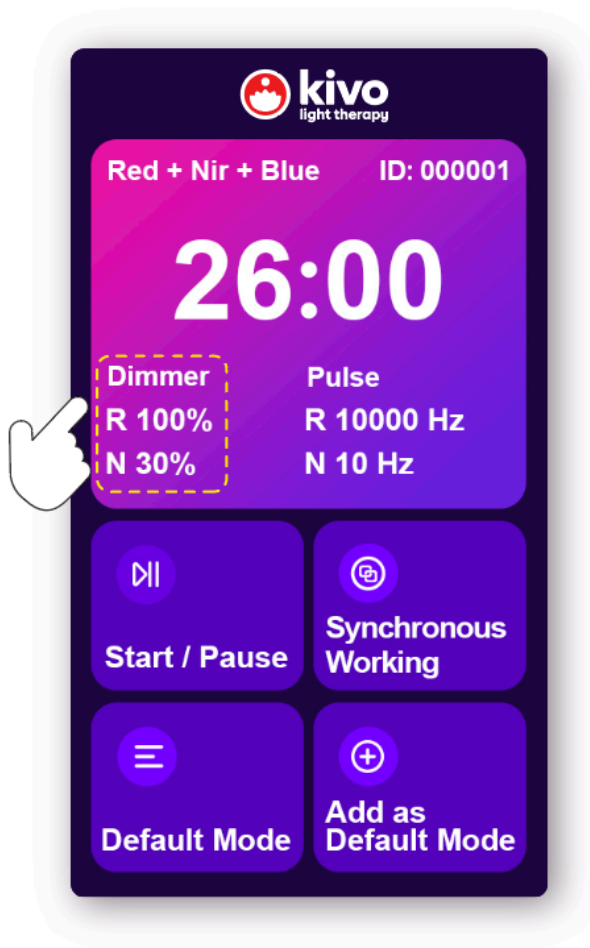 kivo
light therapy
Red + Nir + Blue ID: 000001
26:00
Dimmer Pulse
R 100% R 10000 Hz
N 30% N 10 Hz
Start / Pause
Synchronous
Working
Default Mode
Add as
Default Mode